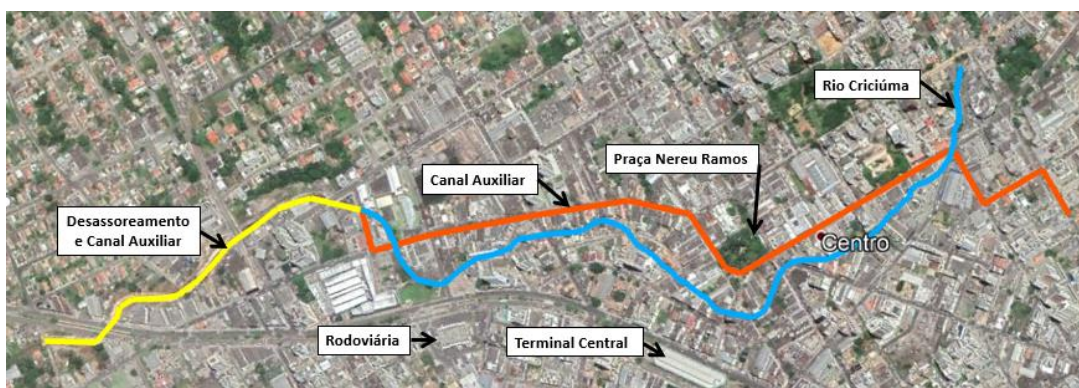 Rio Criciúma
Praça Nereu Ramos
Canal Auxiliar
Desassoreamento
e Canal Auxiliar
Centro
Rodoviária
Terminal Central